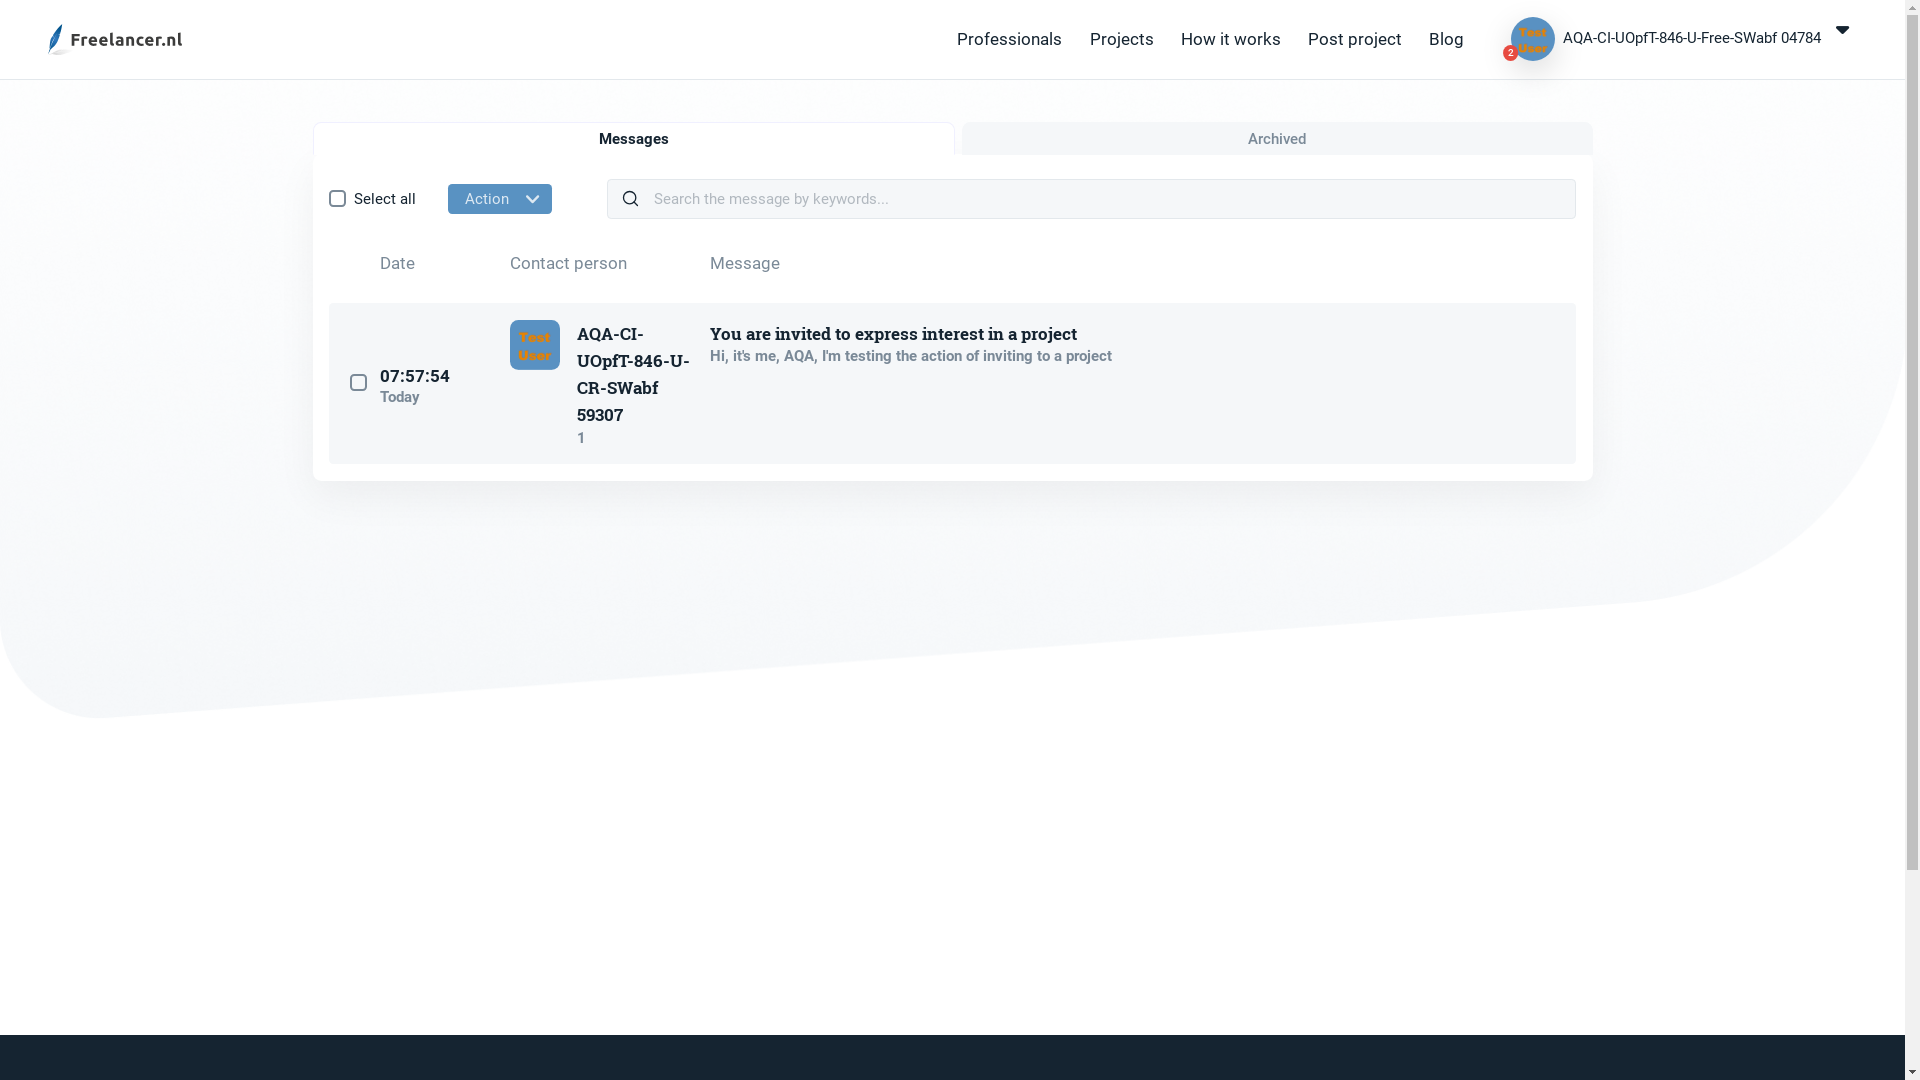 Freelancer.nl
Professionals
Projects
How it works
Post project
Blog
Test
User
2
AQA-CI-UOpfT-846-U-Free-SWabf 04784
Messages
Archived
Select all
Action
Search the message by keywords...
Date
Contact person
Message
07:57:54
Today
Test
User
AQA-CI-
UOpfT-846-U-
CR-SWabf
59307
1
You are invited to express interest in a project
Hi, it's me, AQA, I'm testing the action of inviting to a project